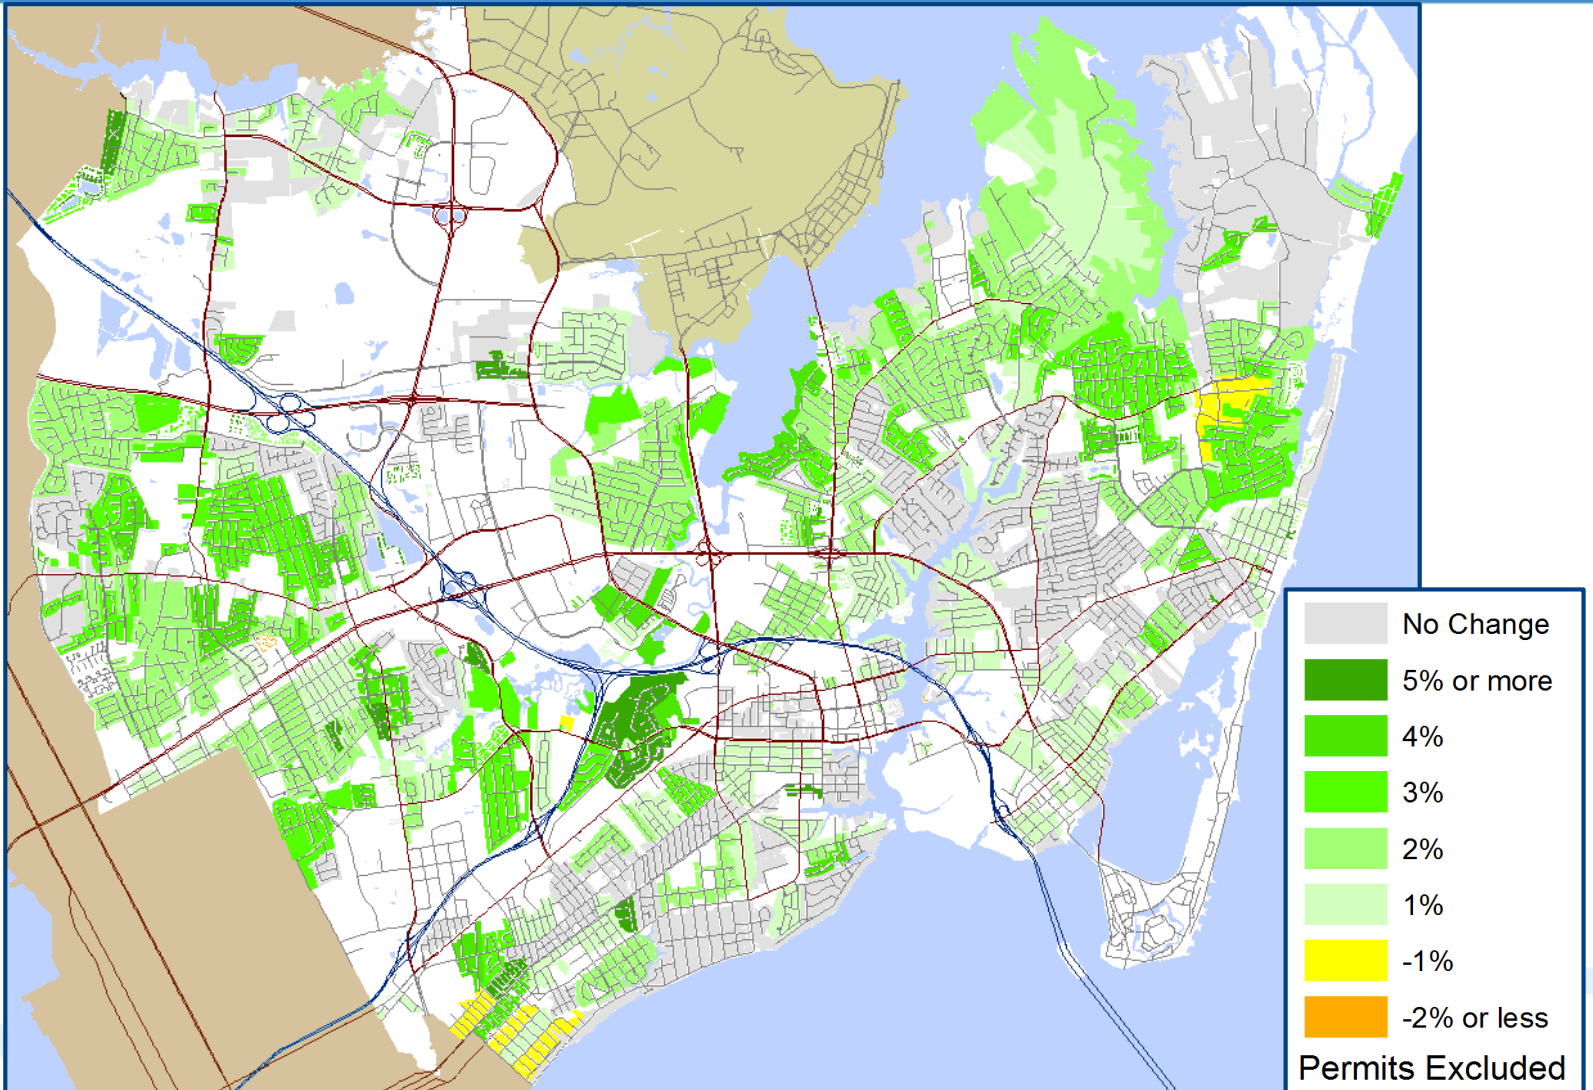 No Change
5% or more
4%
3%
2%
1%
-1%
-2% or less
Permits Excluded